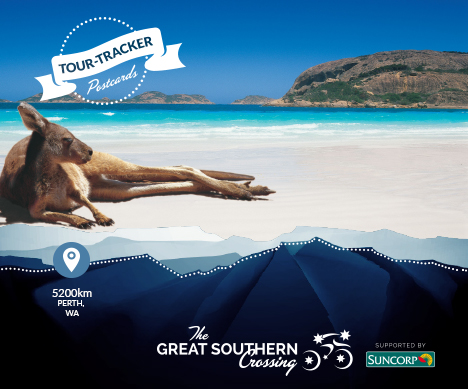 TOUR-TRACKER
Postcards
5200km
PERTH,
WA
The
GREAT SOUTHERN
Crossing
SUPPORTED BY
SUNCORP